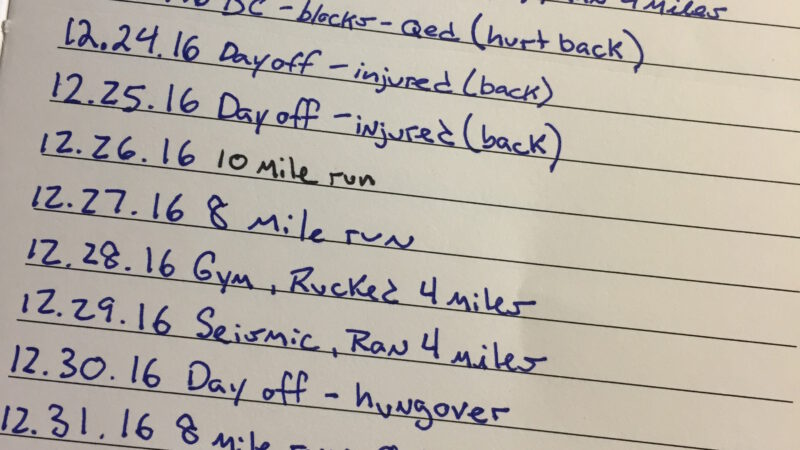 4 Miles
DC - blocks - Qed (hurt back)
12.24.16 Day off - injured (back)
12.25.16 Day off - injured (back)
12.26.16 10 Mile run
12.27.16 8 Mile run
12.28.16 Gym, Rucked 4 miles
12.29.16 Seismic, Ran 4 miles
12.30.16 Day off - hungover
12.31.16 8 mile